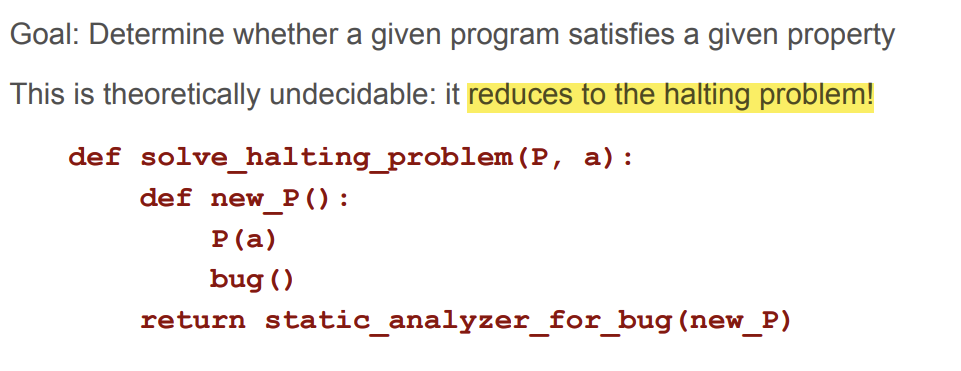 Goal: Determine whether a given program satisfies a given property
This is theoretically undecidable: it reduces to the halting problem!
def solve_halting_problem(P, a):
    def new_P():
        P(a)
        bug()
    return static_analyzer_for_bug(new_P)